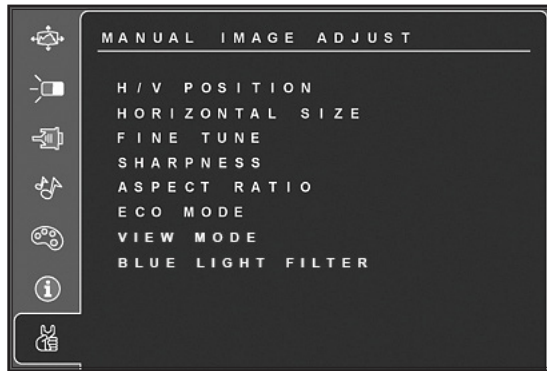 MANUAL IMAGE ADJUST
H/V POSITION
HORIZONTAL SIZE
FINE TUNE
SHARPNESS
ASPECT RATIO
ECO MODE
VIEW MODE
BLUE LIGHT FILTER